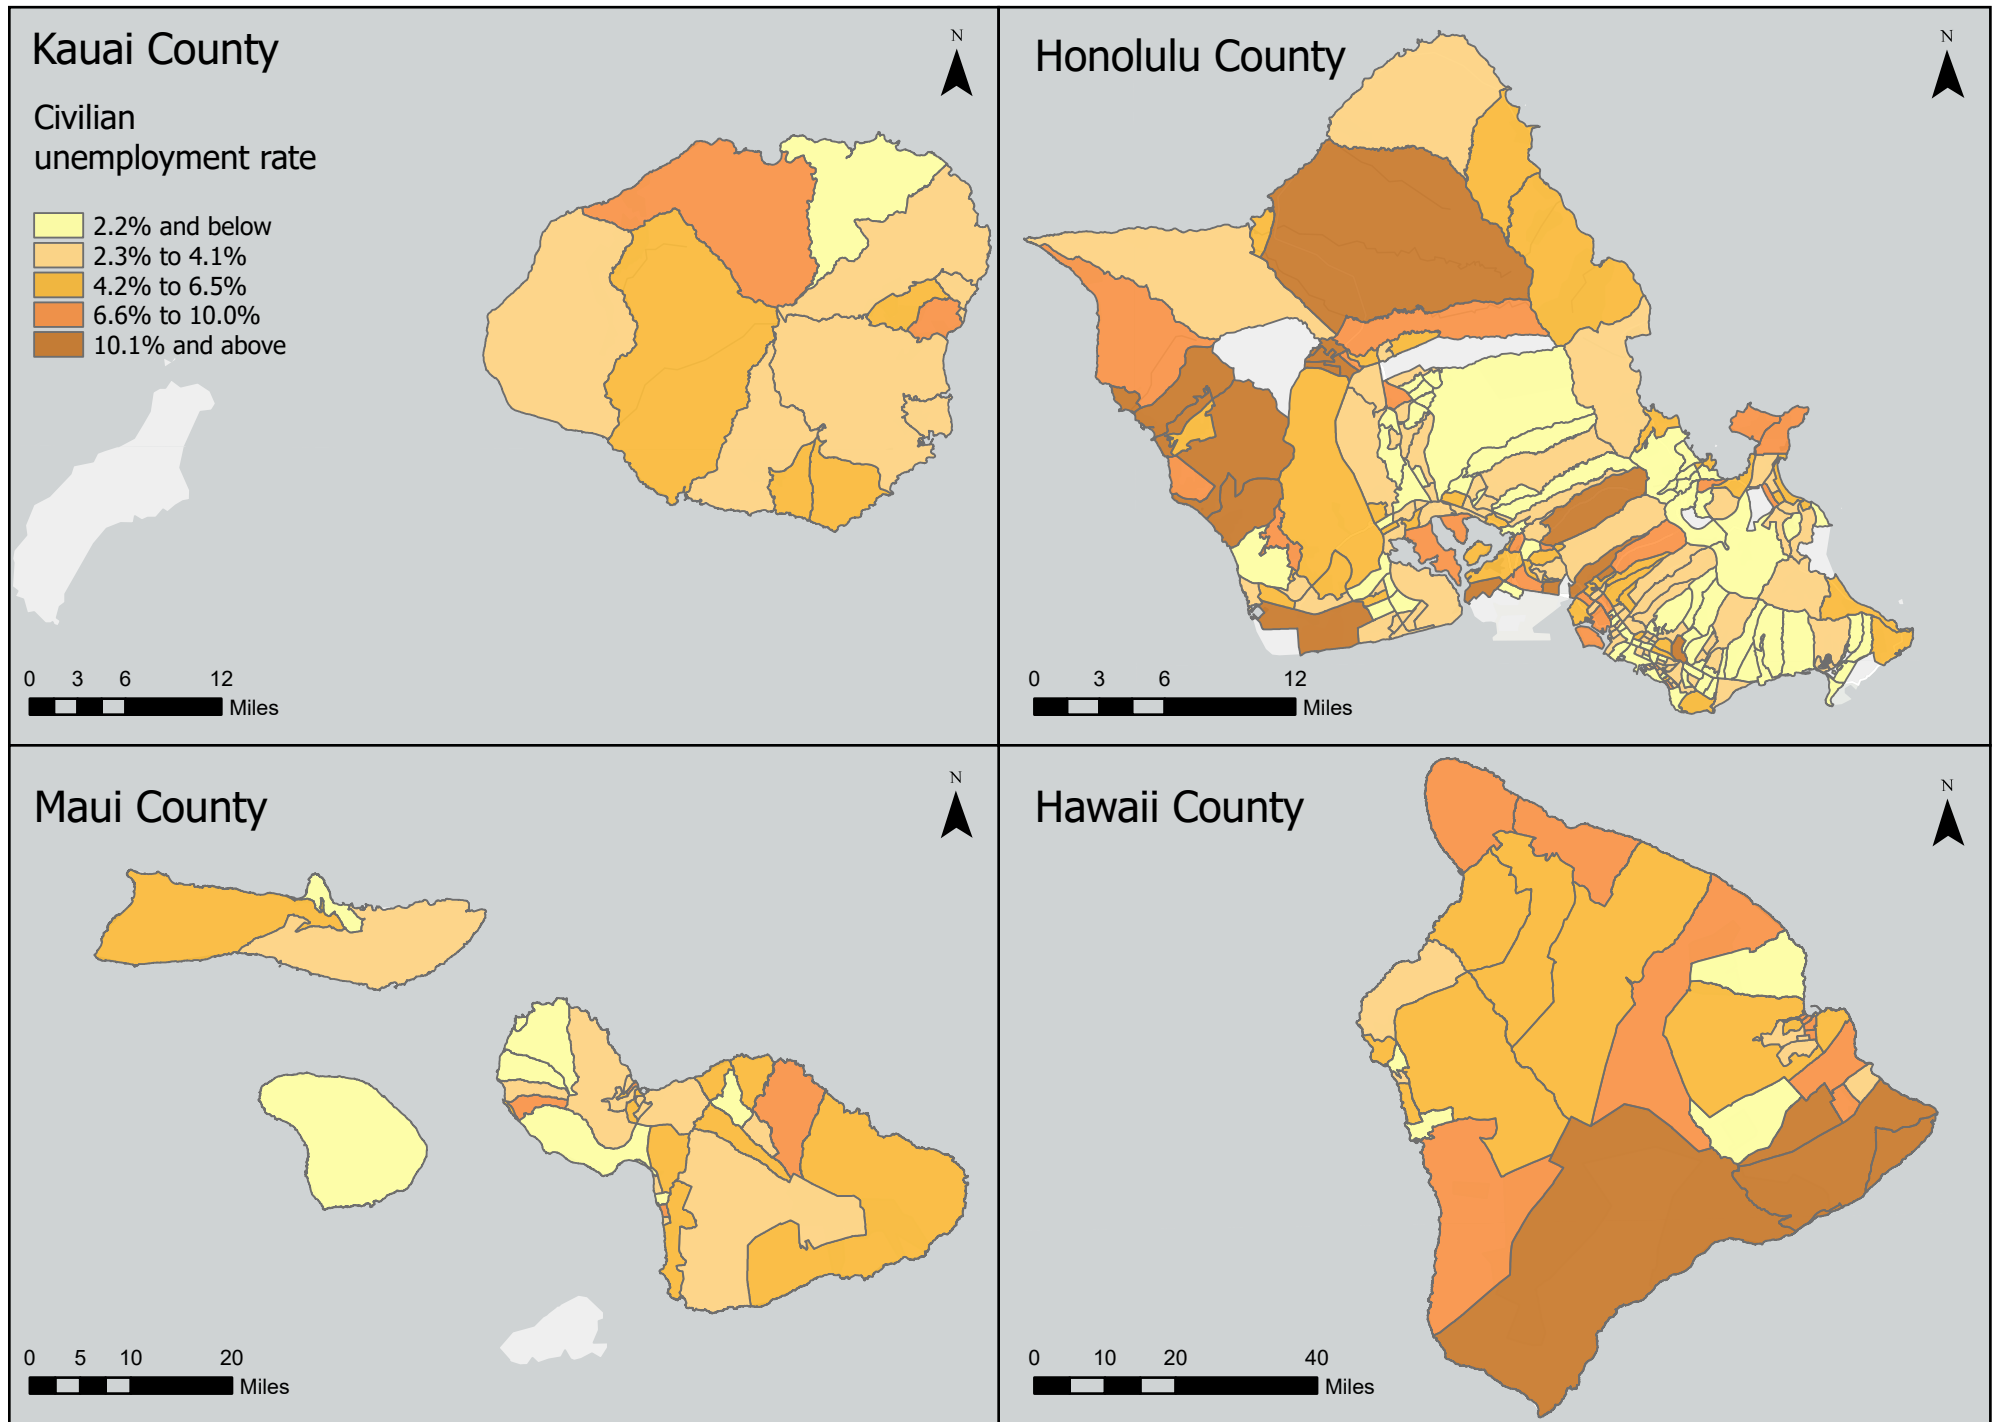 Kauai County
N
Civilian
unemployment rate
2.2% and below
2.3% to 4.1%
4.2% to 6.5%
6.6% to 10.0%
10.1% and above
0 3 6 12
Miles
Honolulu County
N
0 3 6 12
Miles
Maui County
N
0 5 10 20
Miles
Hawaii County
N
0 10 20 40
Miles